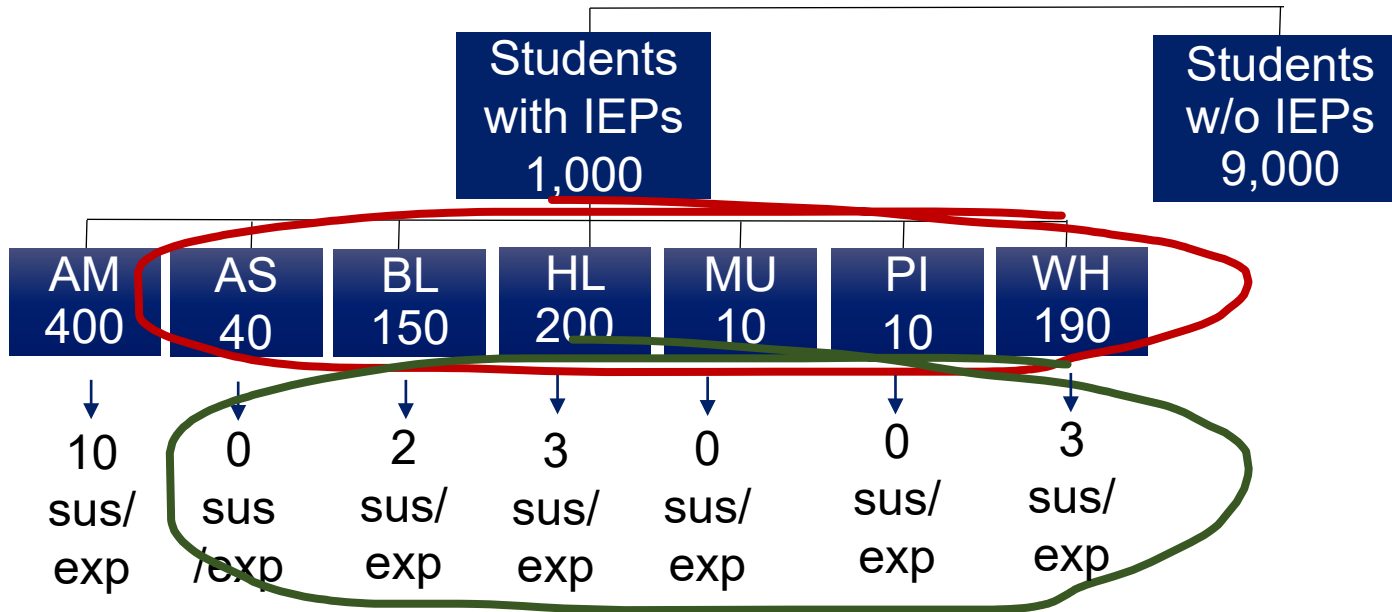 Students
with IEPs
1,000
Students
w/o IEPs
9,000
AM
400
AS
40
BL
150
HL
200
MU
10
PI
10
WH
190
10
sus/
exp
0
sus
/exp
2
sus/
exp
3
sus/
exp
0
sus/
exp
0
sus/
exp
3
sus/
exp